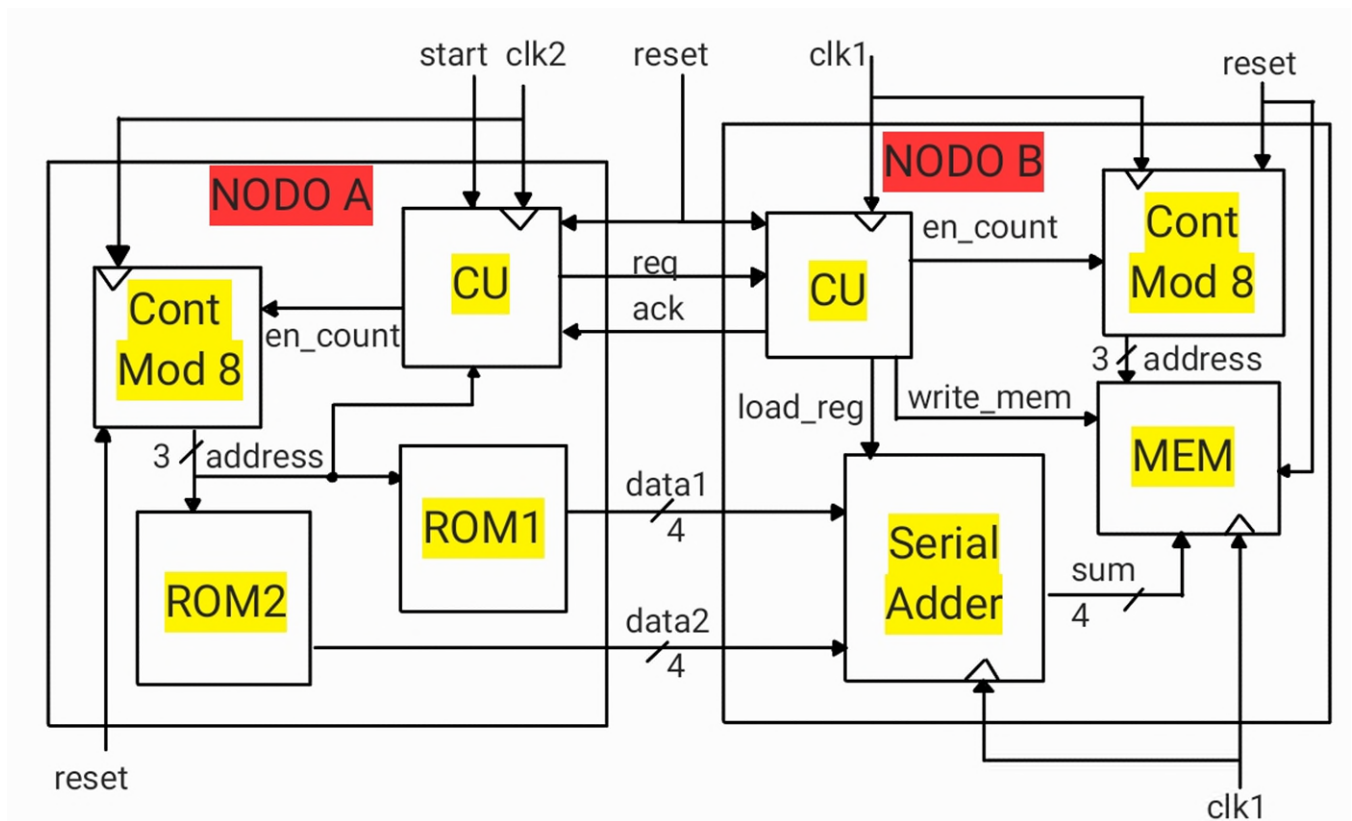 start clk2 reset clk1 reset
NODO A
NODO B
CU
en_count
Cont
Mod 8
Cont
Mod 8
CU
req
ack
en_count
3 address
load_reg
write_mem
3 address
MEM
ROM1
data1
4
Serial
Adder
sum
4
ROM2
data2
4
reset
clk1